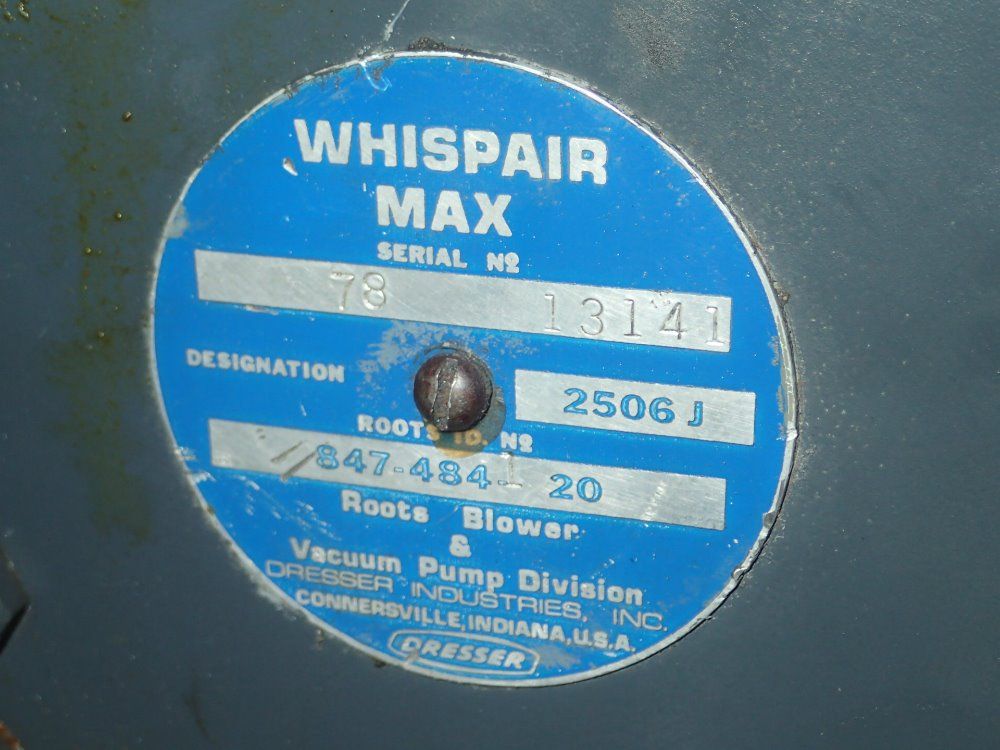 WHISPAIR
MAX
SERIAL Nº
78 13141
DESIGNATION 2506 J
ROOTS ID. Nº
847-484-1 20
Roots Blower
&
Vacuum Pump Division
DRESSER INDUSTRIES, INC.
CONNERSVILLE, INDIANA, U.S.A.
DRESSER